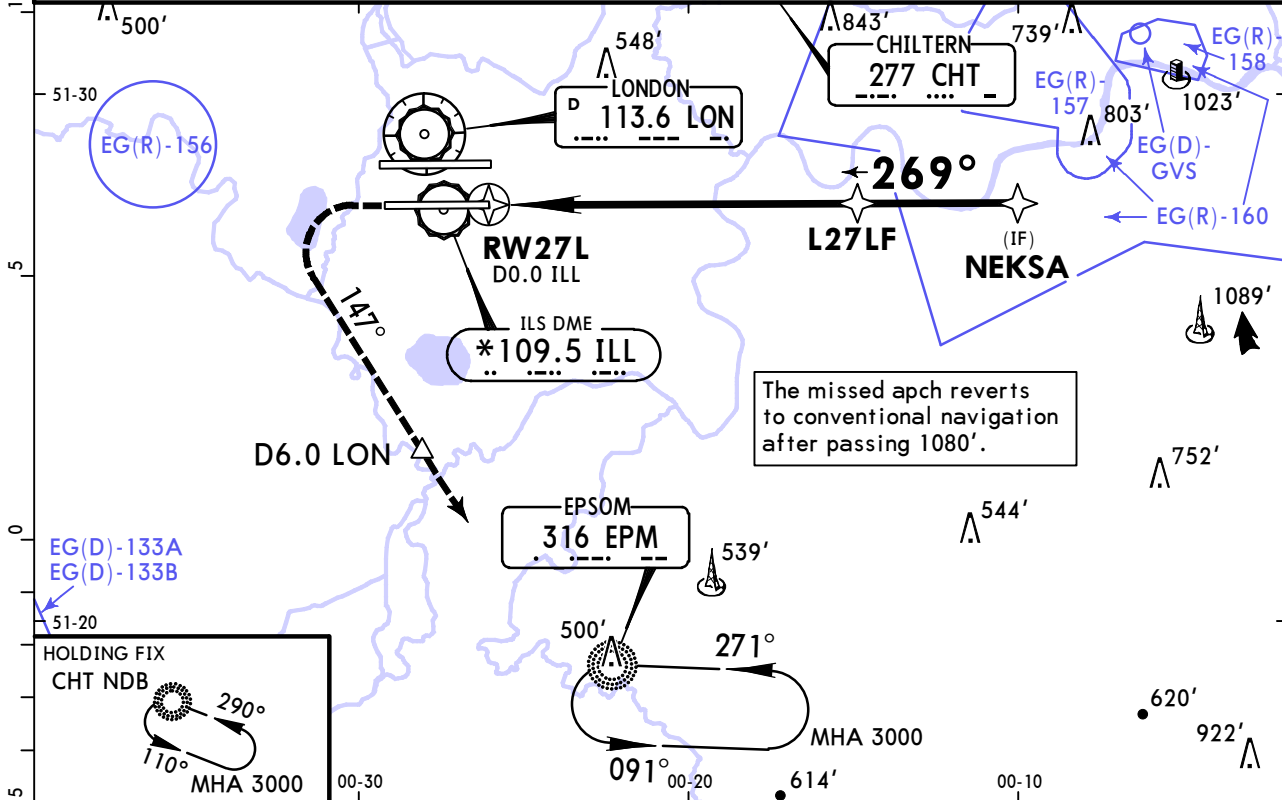 500'
843'
739'
EG(R)-
158
548'
CHILTERN
277 CHT
EG(R)-
157
1023'
51-30
LONDON
D 113.6 LON
803'
EG(R)-156
EG(D)-
GVS
269°
EG(R)-160
RW27L
D0.0 ILL
L27LF
(IF)
NEKSA
5
147°
ILS DME
*109.5 ILL
1089'
The missed apch reverts
to conventional navigation
after passing 1080'.
D6.0 LON
752'
EPSOM
316 EPM
544'
0
EG(D)-133A
EG(D)-133B
539'
51-20
500'
271°
HOLDING FIX
CHT NDB
290°
110°
MHA 3000
091°
MHA 3000
620'
922'
614'
5
00-30
00-20
00-10